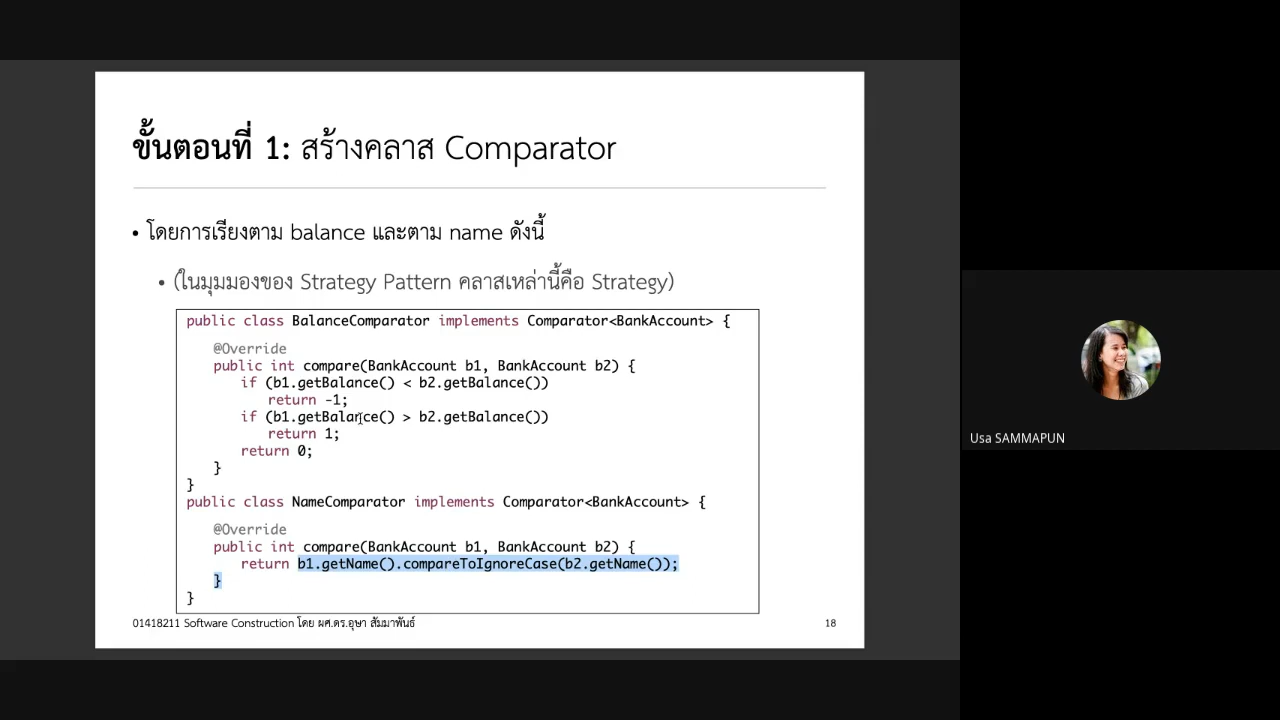 ขั้นตอนที่ 1: สร้างคลาส Comparator
• โดยการเรียงตาม balance และตาม name ดังนี้
• (ในมุมมองของ Strategy Pattern คลาสเหล่านี้คือ Strategy)
public class BalanceComparator implements Comparator<BankAccount> {
@Override
public int compare(BankAccount b1, BankAccount b2) {
if (b1.getBalance() < b2.getBalance())
return -1;
if (b1.getBalance() > b2.getBalance())
return 1;
return 0;
}
}
public class NameComparator implements Comparator<BankAccount> {
@Override
public int compare(BankAccount b1, BankAccount b2) {
return b1.getName().compareToIgnoreCase(b2.getName());
}
}
01418211 Software Construction โดย ผศ.ดร.อุษา สัมมาพันธ์
18
Usa SAMMAPUN